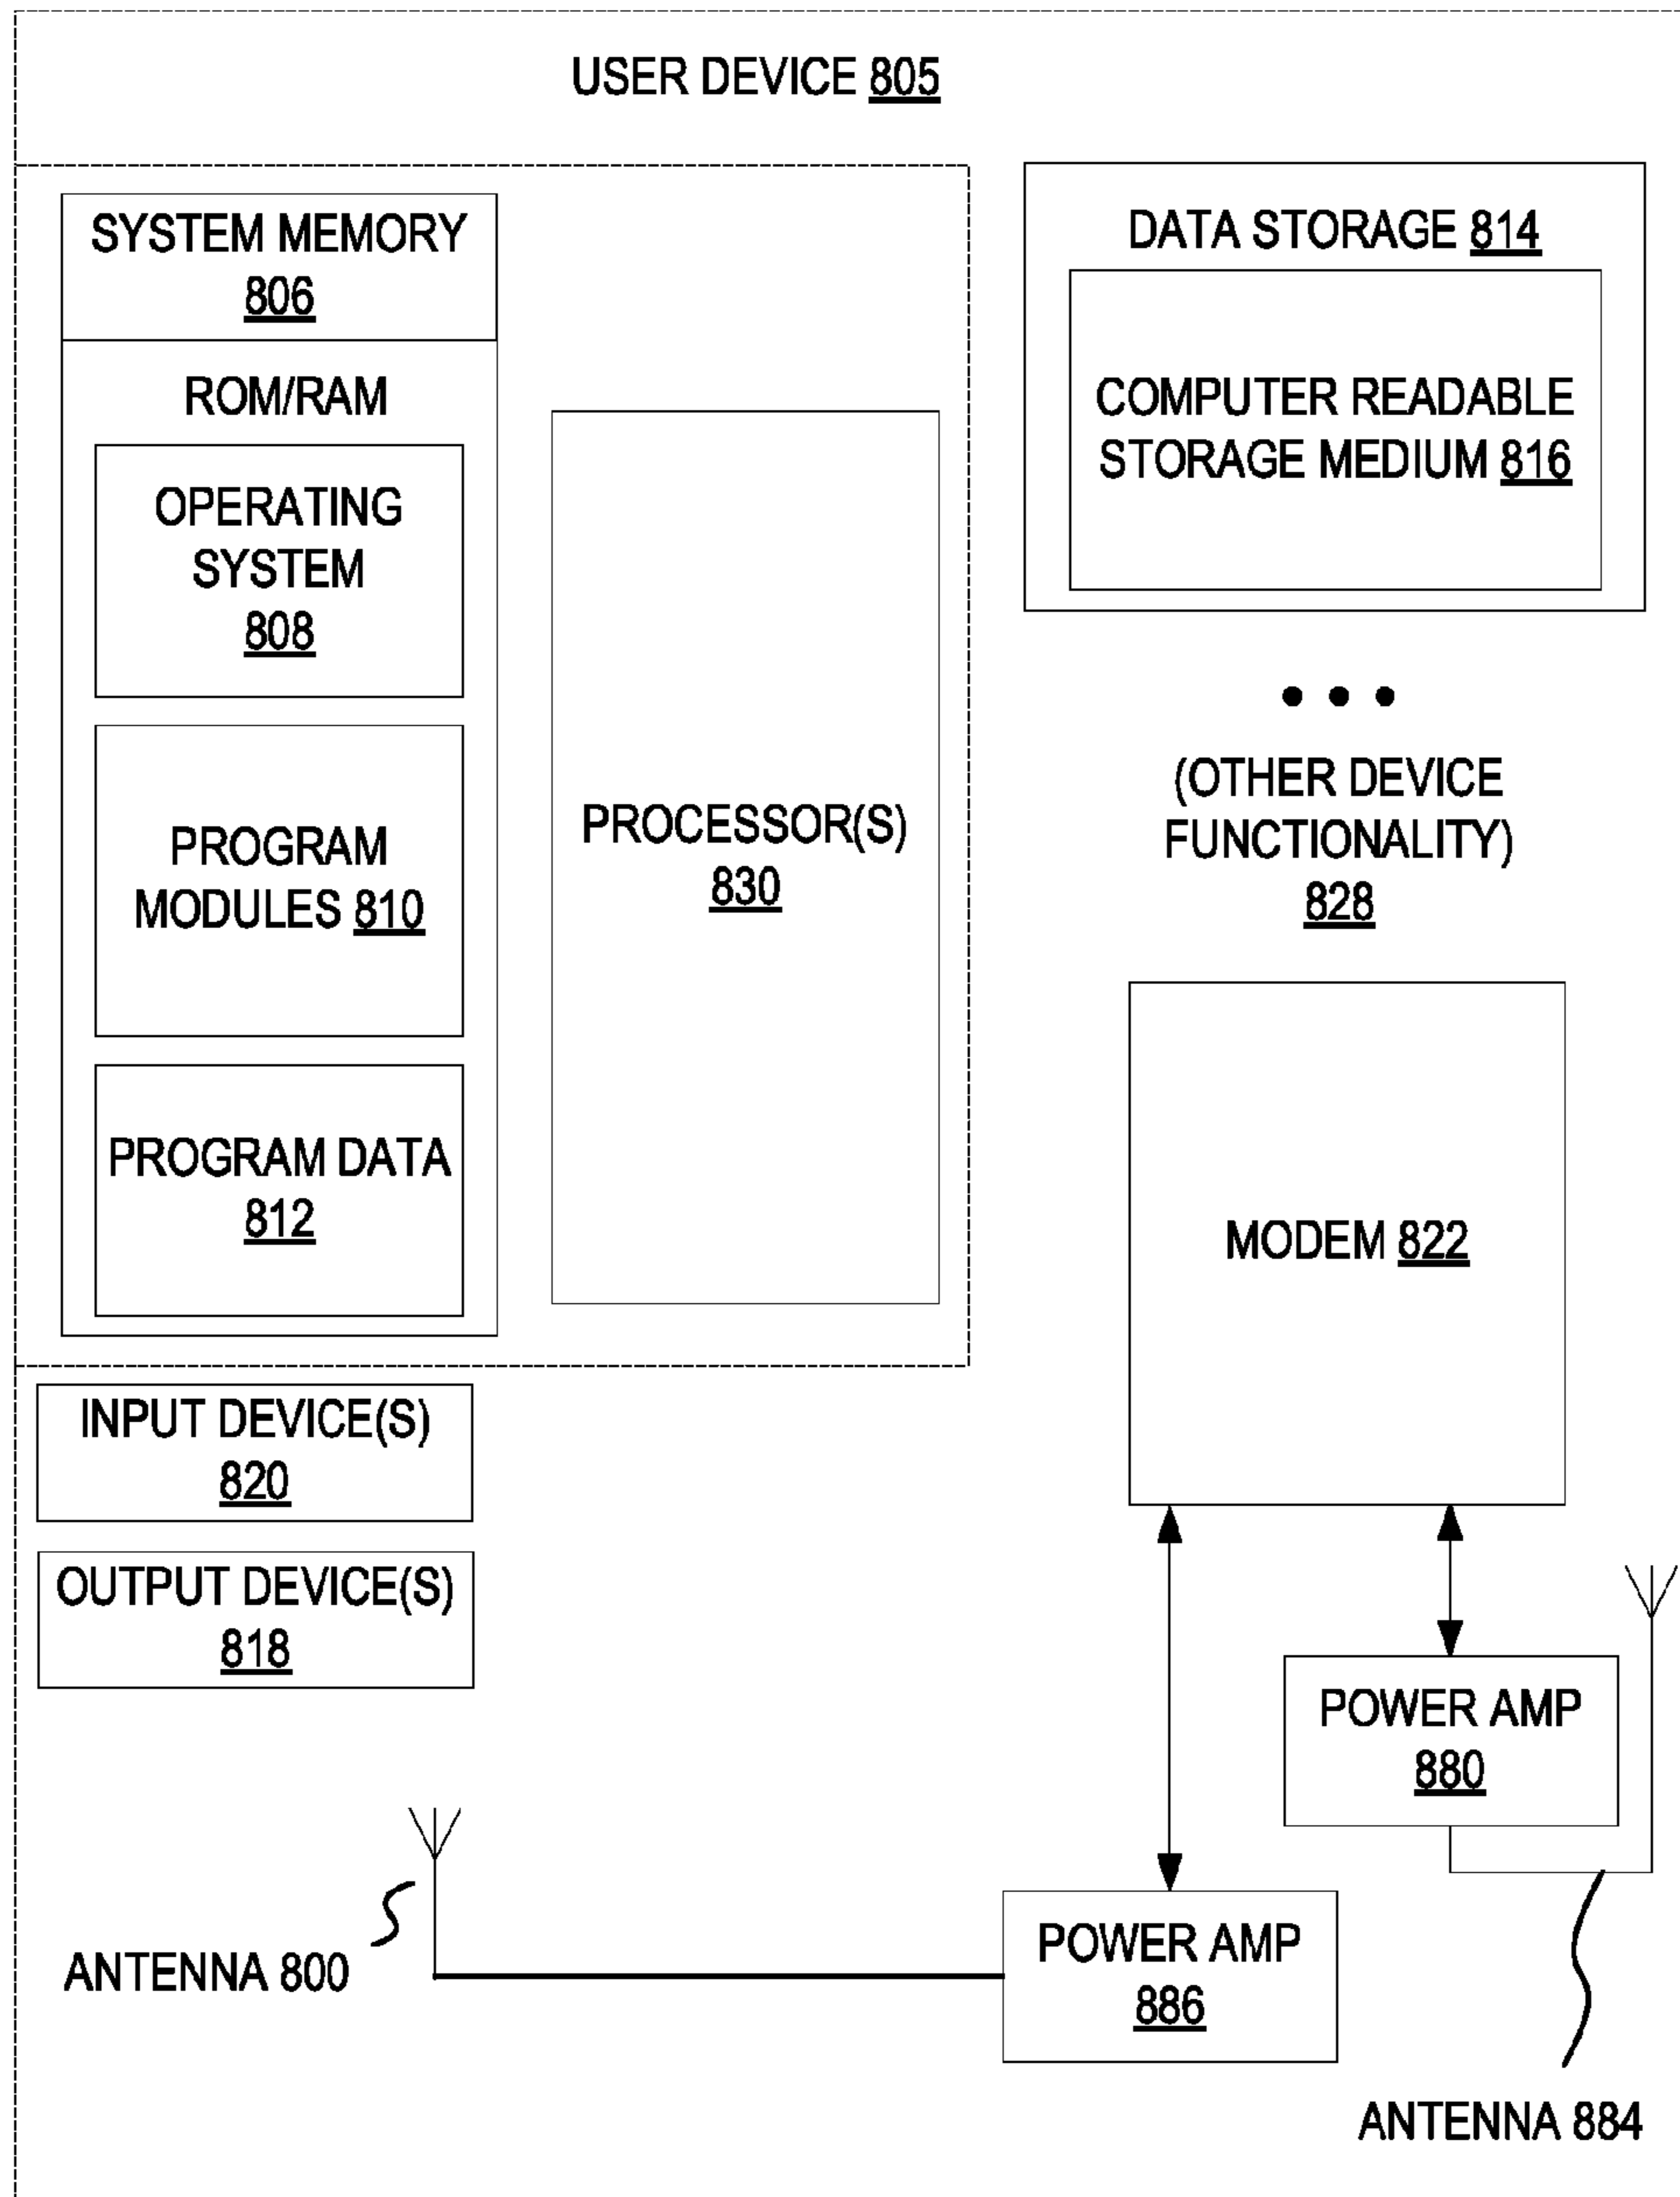 USER DEVICE 805
SYSTEM MEMORY
806
ROM/RAM
OPERATING
SYSTEM
808
PROGRAM
MODULES 810
PROGRAM DATA
812
PROCESSOR(S)
830
DATA STORAGE 814
COMPUTER READABLE
STORAGE MEDIUM 816
(OTHER DEVICE
FUNCTIONALITY)
828
MODEM 822
INPUT DEVICE(S)
820
OUTPUT DEVICE(S)
818
POWER AMP
880
ANTENNA 800
POWER AMP
886
ANTENNA 884